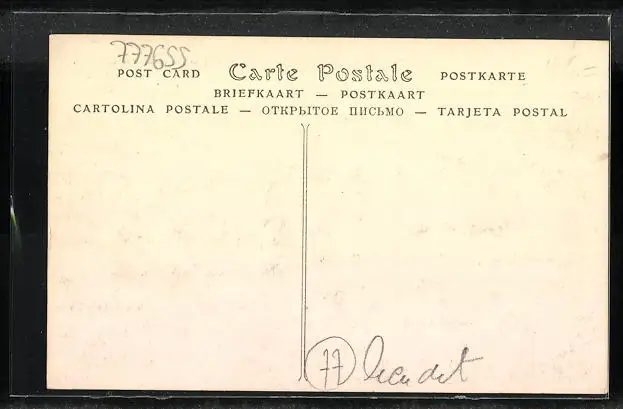 777655
POST CARD Carte Postale POSTKARTE
BRIEFKAART — POSTKAART
CARTOLINA POSTALE — ОТКРЫТОЕ ПИСЬМО — TARJETA POSTAL
77